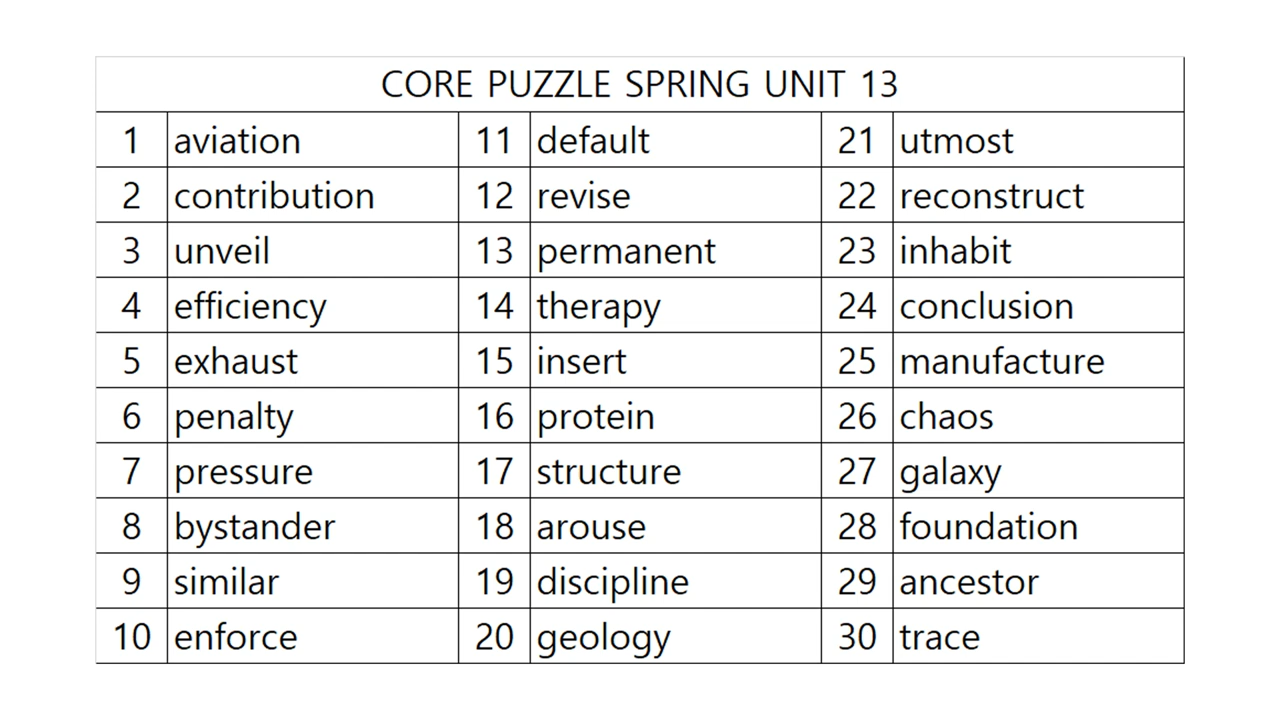 CORE PUZZLE SPRING UNIT 13
1 aviation 11 default 21 utmost
2 contribution 12 revise 22 reconstruct
3 unveil 13 permanent 23 inhabit
4 efficiency 14 therapy 24 conclusion
5 exhaust 15 insert 25 manufacture
6 penalty 16 protein 26 chaos
7 pressure 17 structure 27 galaxy
8 bystander 18 arouse 28 foundation
9 similar 19 discipline 29 ancestor
10 enforce 20 geology 30 trace